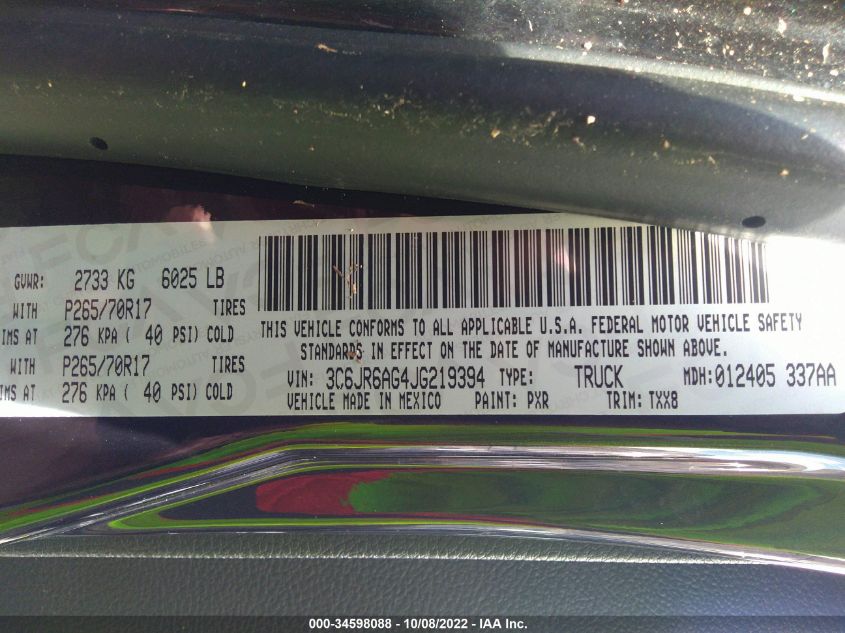 GVWR: 2733 KG 6025 LB
WITH P265/70R17 TIRES
IMS AT 276 KPA ( 40 PSI) COLD
WITH P265/70R17 TIRES
IMS AT 276 KPA ( 40 PSI) COLD
THIS VEHICLE CONFORMS TO ALL APPLICABLE U.S.A. FEDERAL MOTOR VEHICLE SAFETY
STANDARDS IN EFFECT ON THE DATE OF MANUFACTURE SHOWN ABOVE.
VIN: 3C6JR6AG4JG219394 TYPE: TRUCK MDH: 012405 337AA
VEHICLE MADE IN MEXICO PAINT: PXR TRIM: TXX8
000-34598088 - 10/08/2022 - IAA Inc.